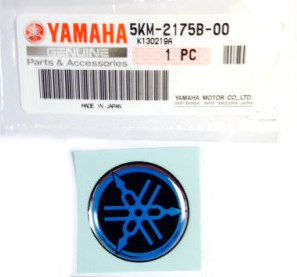 YAMAHA 5KM-2175B-00
GENUINE K130219A
Parts & Accessories 1 PC
MADE IN JAPAN YAMAHA MOTOR CO.,LTD.